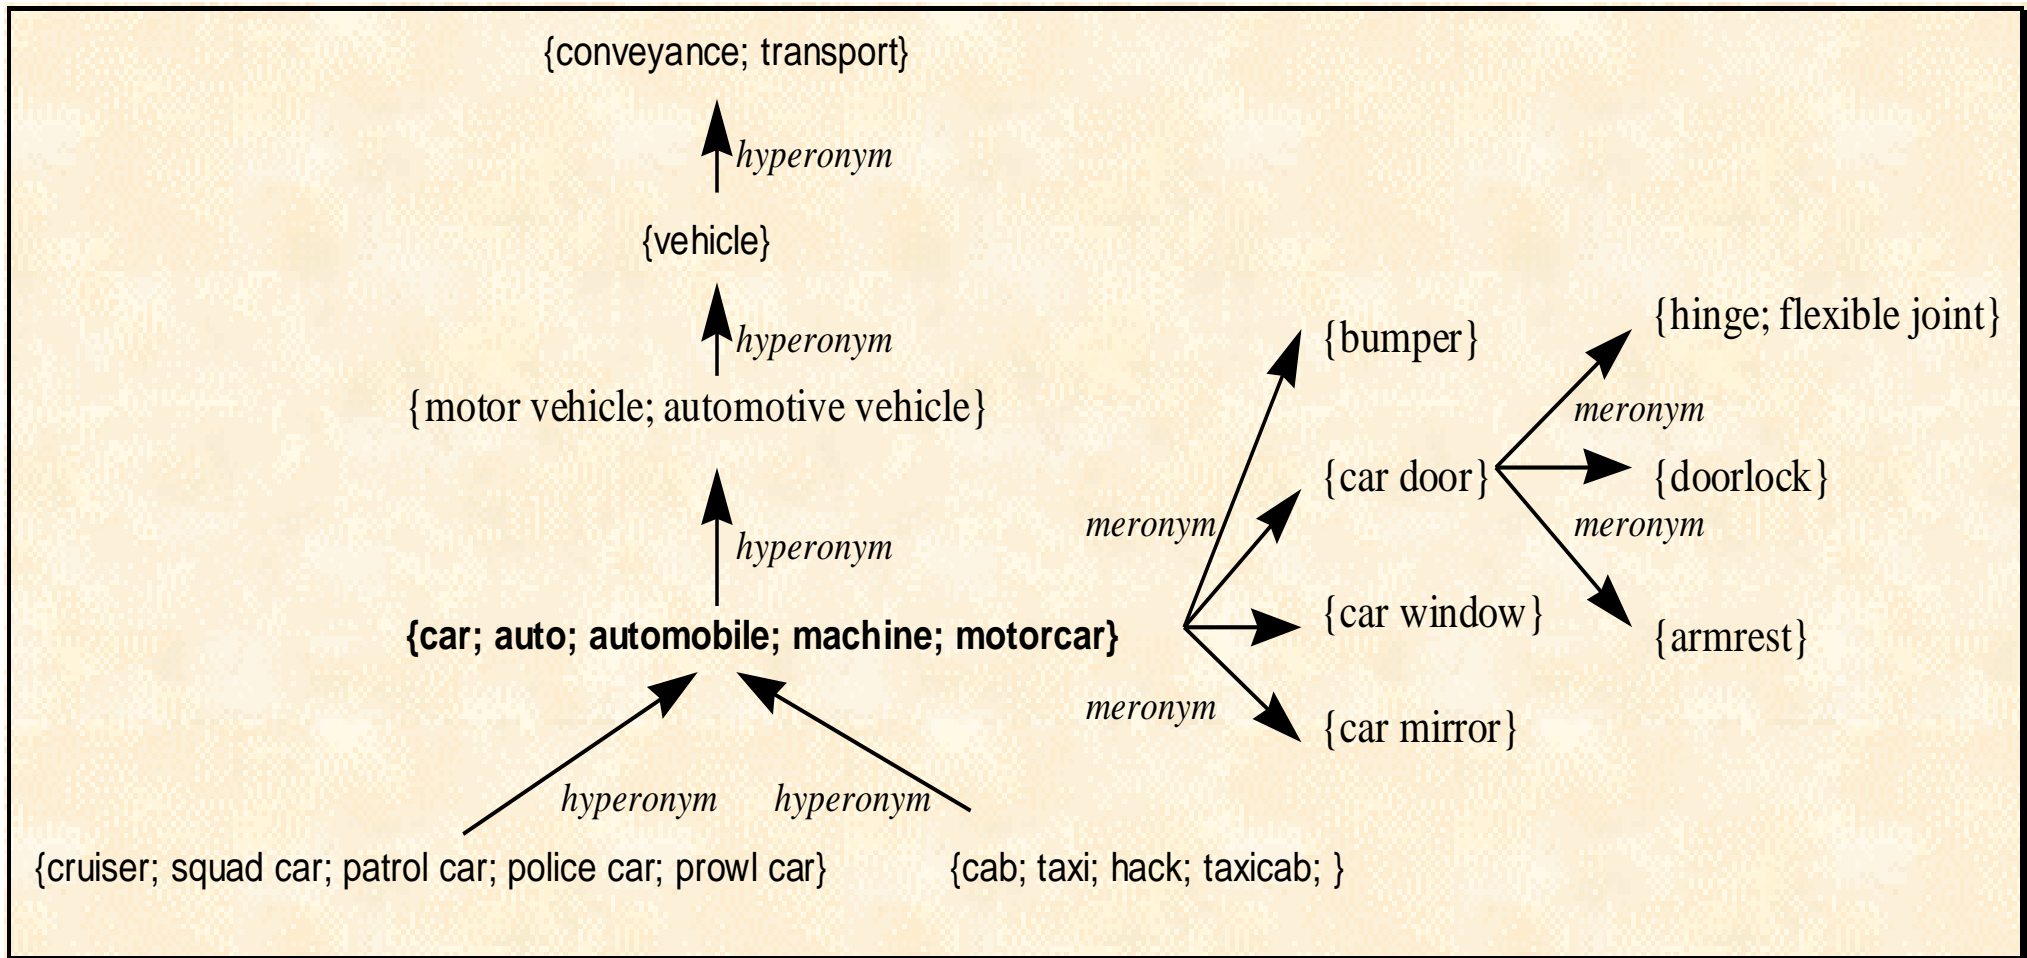 {conveyance; transport}
hyperonym
{vehicle}
hyperonym
{motor vehicle; automotive vehicle}
hyperonym
{car; auto; automobile; machine; motorcar}
hyperonym hyperonym
{cruiser; squad car; patrol car; police car; prowl car}
{cab; taxi; hack; taxicab; }
meronym
meronym
{bumper}
{car door}
{car window}
{car mirror}
meronym
meronym
{hinge; flexible joint}
{doorlock}
{armrest}